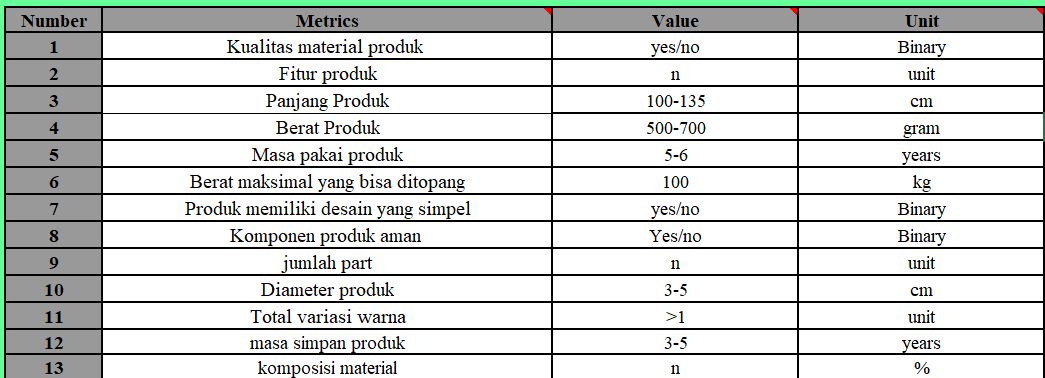 Number Metrics Value Unit
1 Kualitas material produk yes/no Binary
2 Fitur produk n unit
3 Panjang Produk 100-135 cm
4 Berat Produk 500-700 gram
5 Masa pakai produk 5-6 years
6 Berat maksimal yang bisa ditopang 100 kg
7 Produk memiliki desain yang simpel yes/no Binary
8 Komponen produk aman Yes/no Binary
9 jumlah part n unit
10 Diameter produk 3-5 cm
11 Total variasi warna >1 unit
12 masa simpan produk 3-5 years
13 komposisi material n %